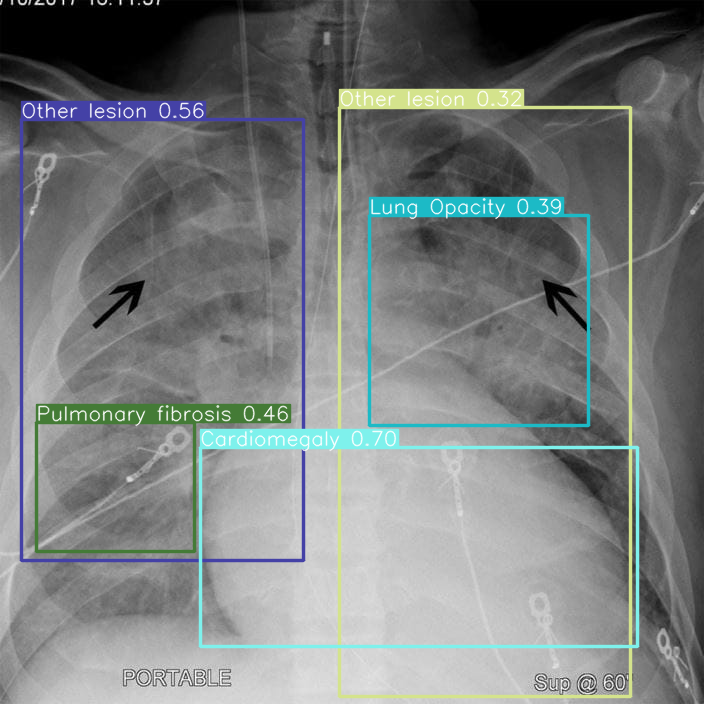 Other lesion 0.56
Other lesion 0.32
Lung Opacity 0.39
Pulmonary fibrosis 0.46
Cardiomegaly 0.70
PORTABLE
Sup @ 60°